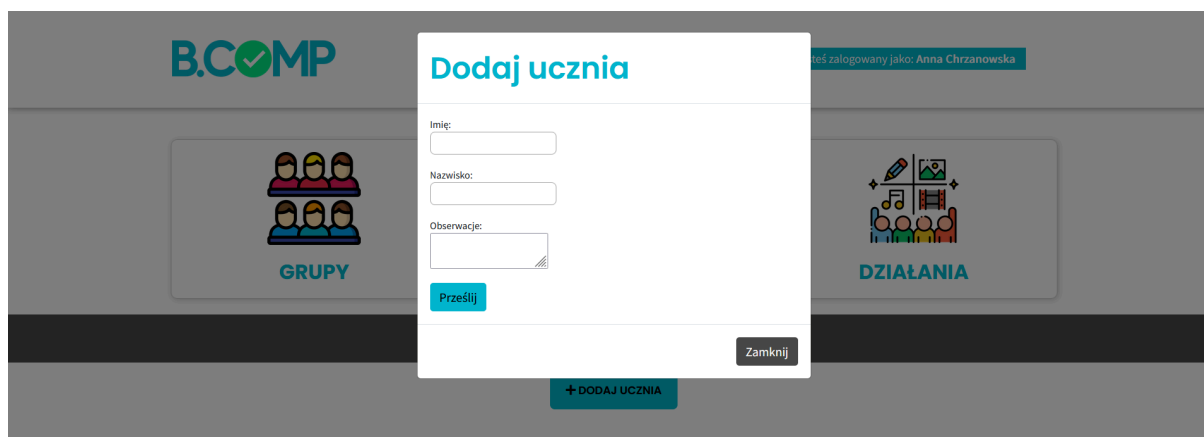 B.COMP
Dodaj ucznia
teś zalogowany jako: Anna Chrzanowska
Imię:
Nazwisko:
Obserwacje:
Prześlij
GRUPY
DZIAŁANIA
Zamknij
+ DODAJ UCZNIA